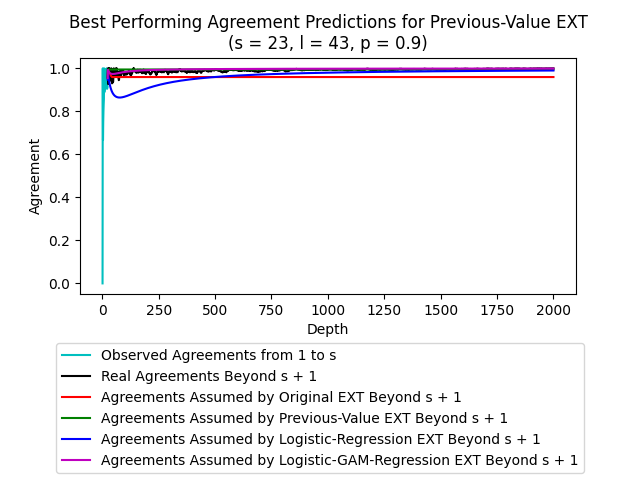 Best Performing Agreement Predictions for Previous-Value EXT
(s = 23, l = 43, p = 0.9)
1.0
0.8
0.6
0.4
0.2
0.0
Agreement
0 250 500 750 1000 1250 1500 1750 2000
Depth
Observed Agreements from 1 to s
Real Agreements Beyond s + 1
Agreements Assumed by Original EXT Beyond s + 1
Agreements Assumed by Previous-Value EXT Beyond s + 1
Agreements Assumed by Logistic-Regression EXT Beyond s + 1
Agreements Assumed by Logistic-GAM-Regression EXT Beyond s + 1